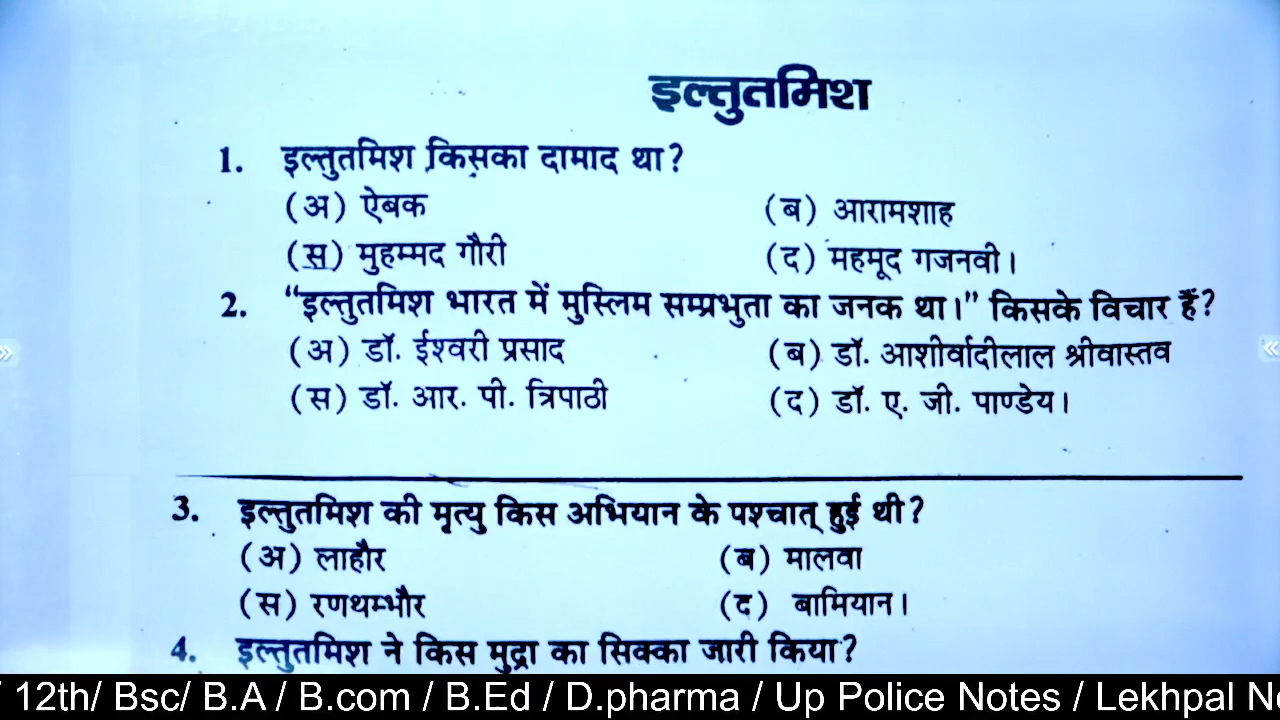 इल्तुतमिश
1. इल्तुतमिश किसका दामाद था?
(अ) ऐबक (ब) आरामशाह
(स) मुहम्मद गौरी (द) महमूद गजनवी।
2. “इल्तुतमिश भारत में मुस्लिम सम्प्रभुता का जनक था।” किसके विचार हैं?
(अ) डॉ. ईश्वरी प्रसाद (ब) डॉ. आशीर्वादीलाल श्रीवास्तव
(स) डॉ. आर. पी. त्रिपाठी (द) डॉ. ए. जी. पाण्डेय।
3. इल्तुतमिश की मृत्यु किस अभियान के पश्चात् हुई थी?
(अ) लाहौर (ब) मालवा
(स) रणथम्भौर (द) बामियान।
4. इल्तुतमिश ने किस मुद्रा का सिक्का जारी किया?
/ 12th/ Bsc/ B.A / B.com / B.Ed / D.pharma / Up Police Notes / Lekhpal